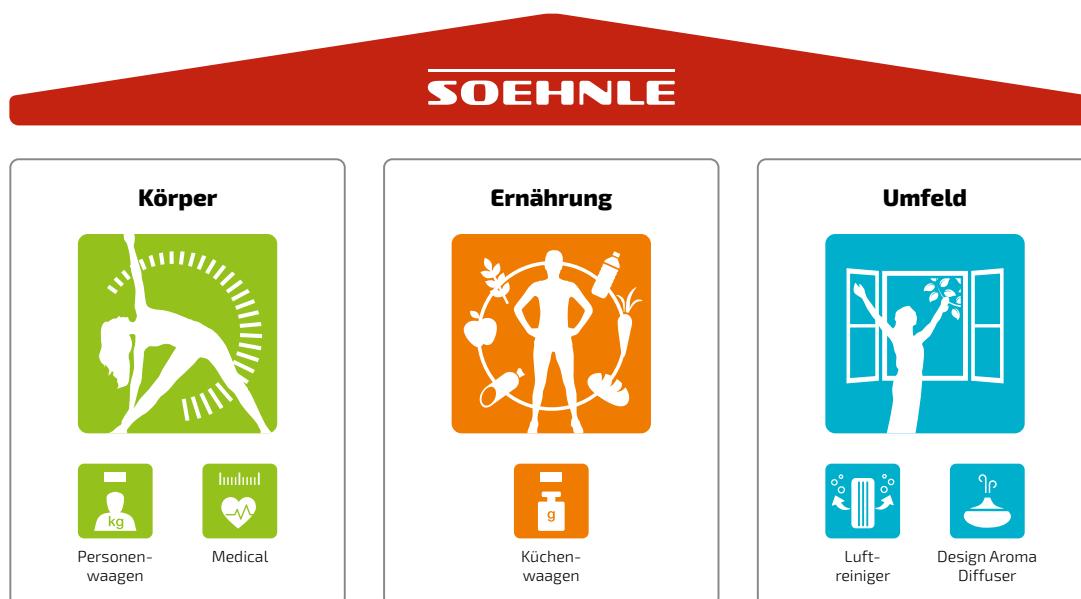 SOEHNLE
Körper
kg
Personen-
waagen
Medical
Ernährung
g
Küchen-
waagen
Umfeld
Luft-
reiniger
Design Aroma
Diffuser